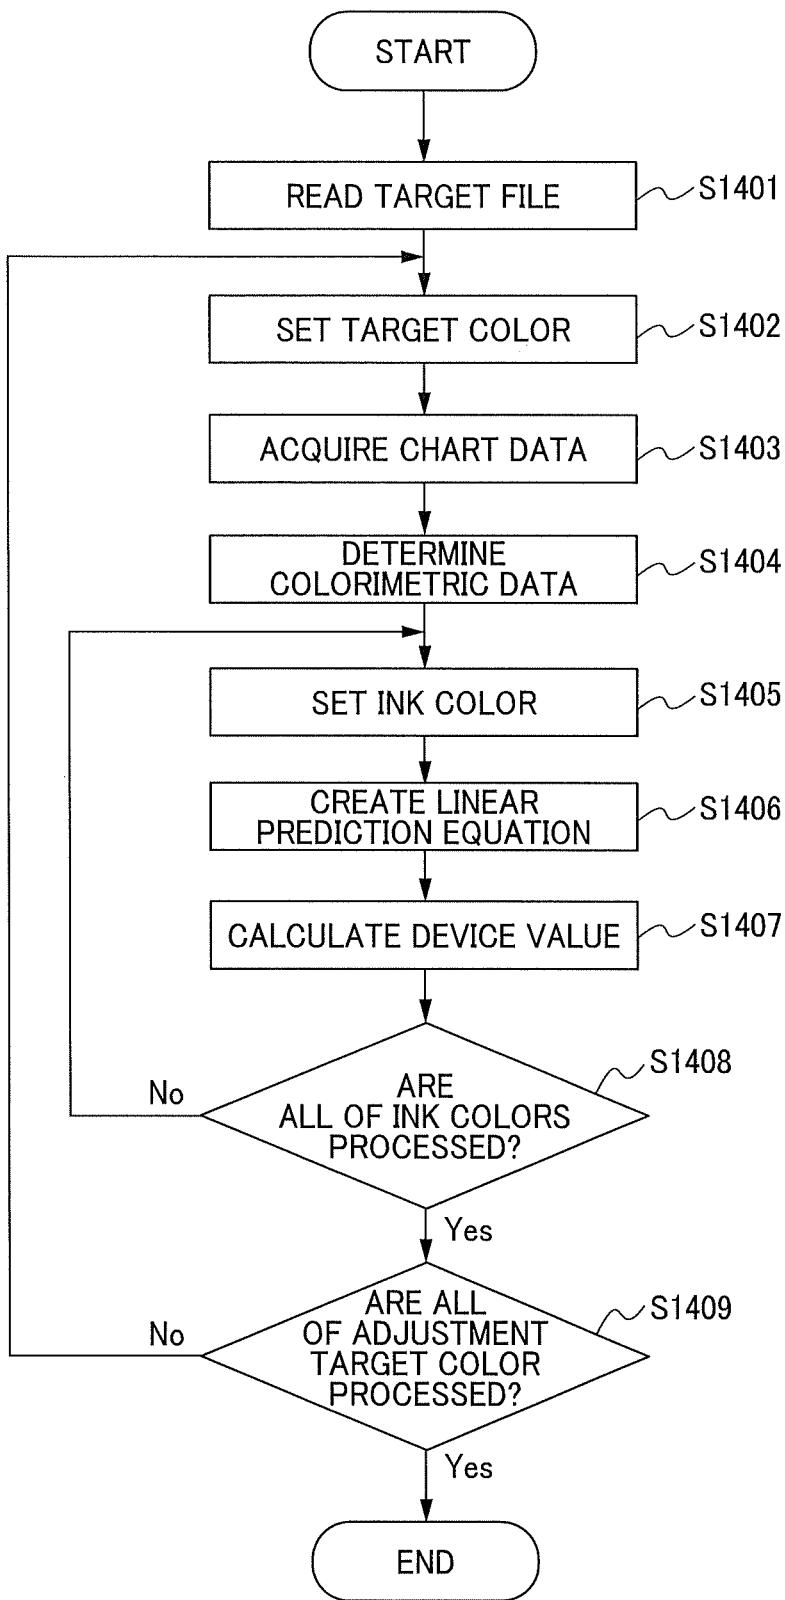 START
READ TARGET FILE
S1401
SET TARGET COLOR
S1402
ACQUIRE CHART DATA
S1403
DETERMINE
COLORIMETRIC DATA
S1404
SET INK COLOR
S1405
CREATE LINEAR
PREDICTION EQUATION
S1406
CALCULATE DEVICE VALUE
S1407
ARE
ALL OF INK COLORS
PROCESSED?
S1408
No
Yes
ARE ALL
OF ADJUSTMENT
TARGET COLOR
PROCESSED?
S1409
No
Yes
END